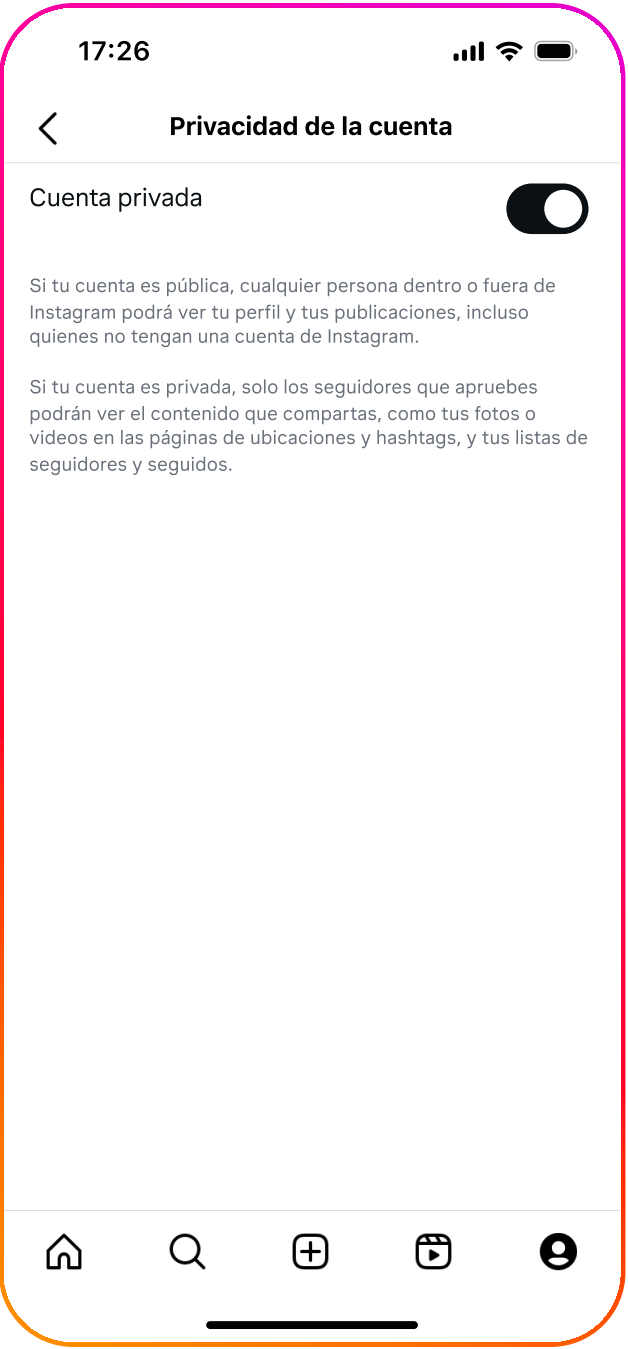 17:26
Privacidad de la cuenta
Cuenta privada
Si tu cuenta es pública, cualquier persona dentro o fuera de
Instagram podrá ver tu perfil y tus publicaciones, incluso
quienes no tengan una cuenta de Instagram.
Si tu cuenta es privada, solo los seguidores que apruebes
podrán ver el contenido que compartas, como tus fotos o
videos en las páginas de ubicaciones y hashtags, y tus listas de
seguidores y seguidos.